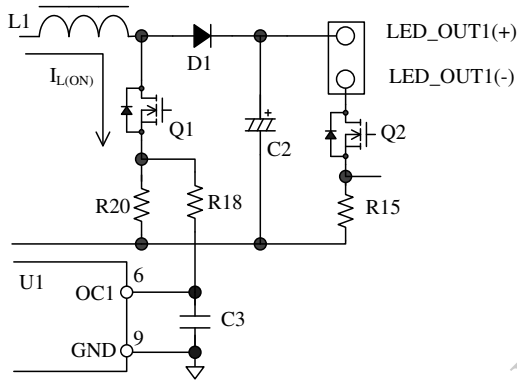 L1
LED_OUT1(+)
D1
IL(ON)
LED_OUT1(-)
Q1
C2
Q2
R20
R18
R15
U1
6
OC1
C3
9
GND